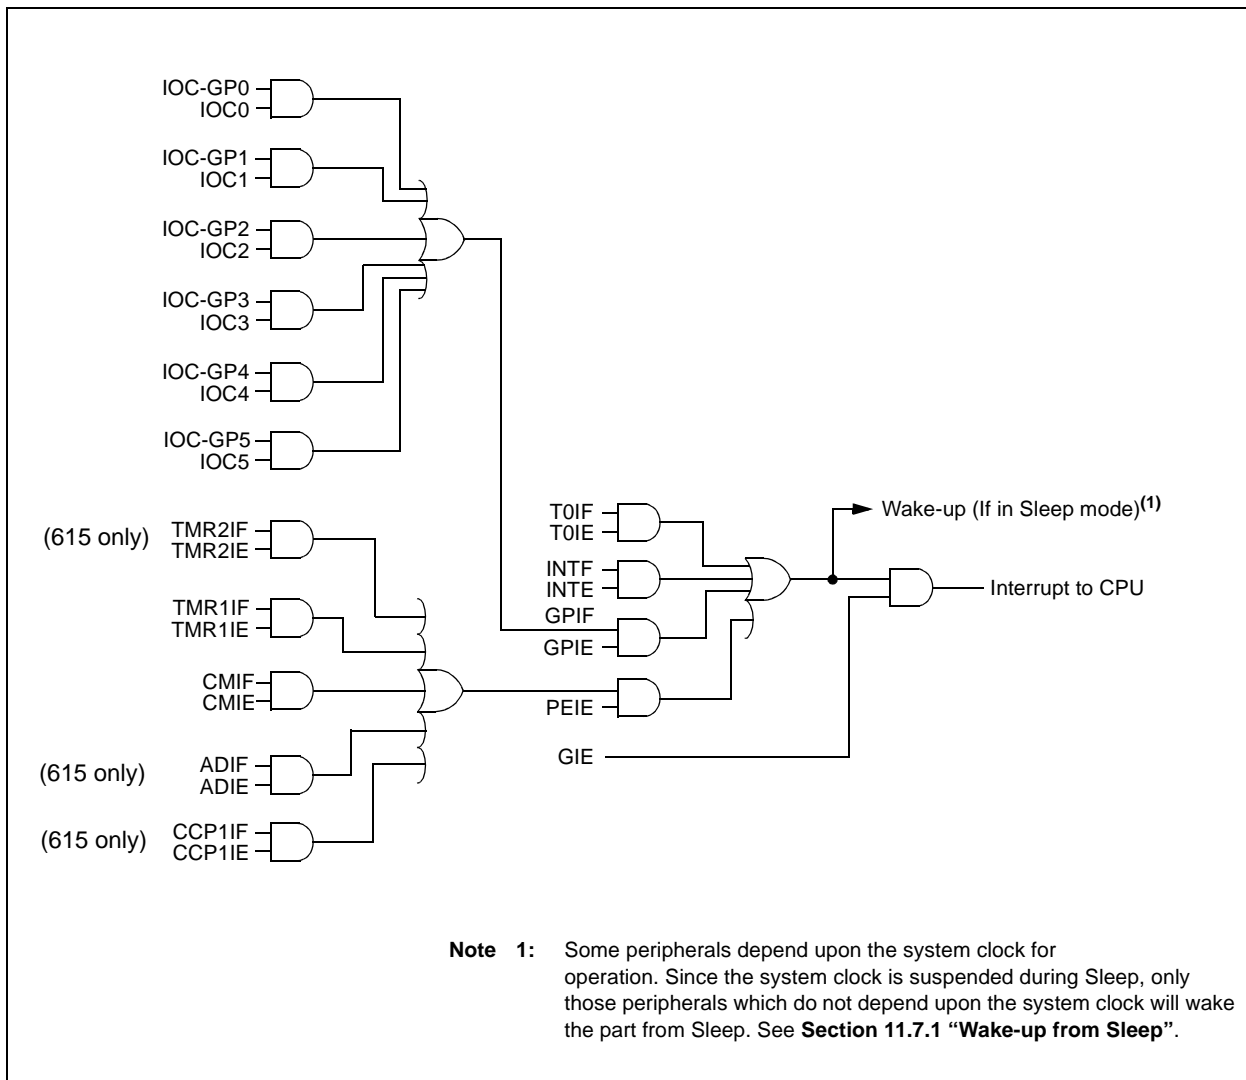 IOC-GP0
IOC0
IOC-GP1
IOC1
IOC-GP2
IOC2
IOC-GP3
IOC3
IOC-GP4
IOC4
IOC-GP5
IOC5
(615 only)
TMR2IF
TMR2IE
TMR1IF
TMR1IE
CMIF
CMIE
(615 only)
ADIF
ADIE
(615 only)
CCP1IF
CCP1IE
T0IF
T0IE
INTF
INTE
GPIF
GPIE
PEIE
GIE
Wake-up (If in Sleep mode)(1)
Interrupt to CPU
Note 1: Some peripherals depend upon the system clock for
operation. Since the system clock is suspended during Sleep, only
those peripherals which do not depend upon the system clock will wake
the part from Sleep. See Section 11.7.1 “Wake-up from Sleep”.